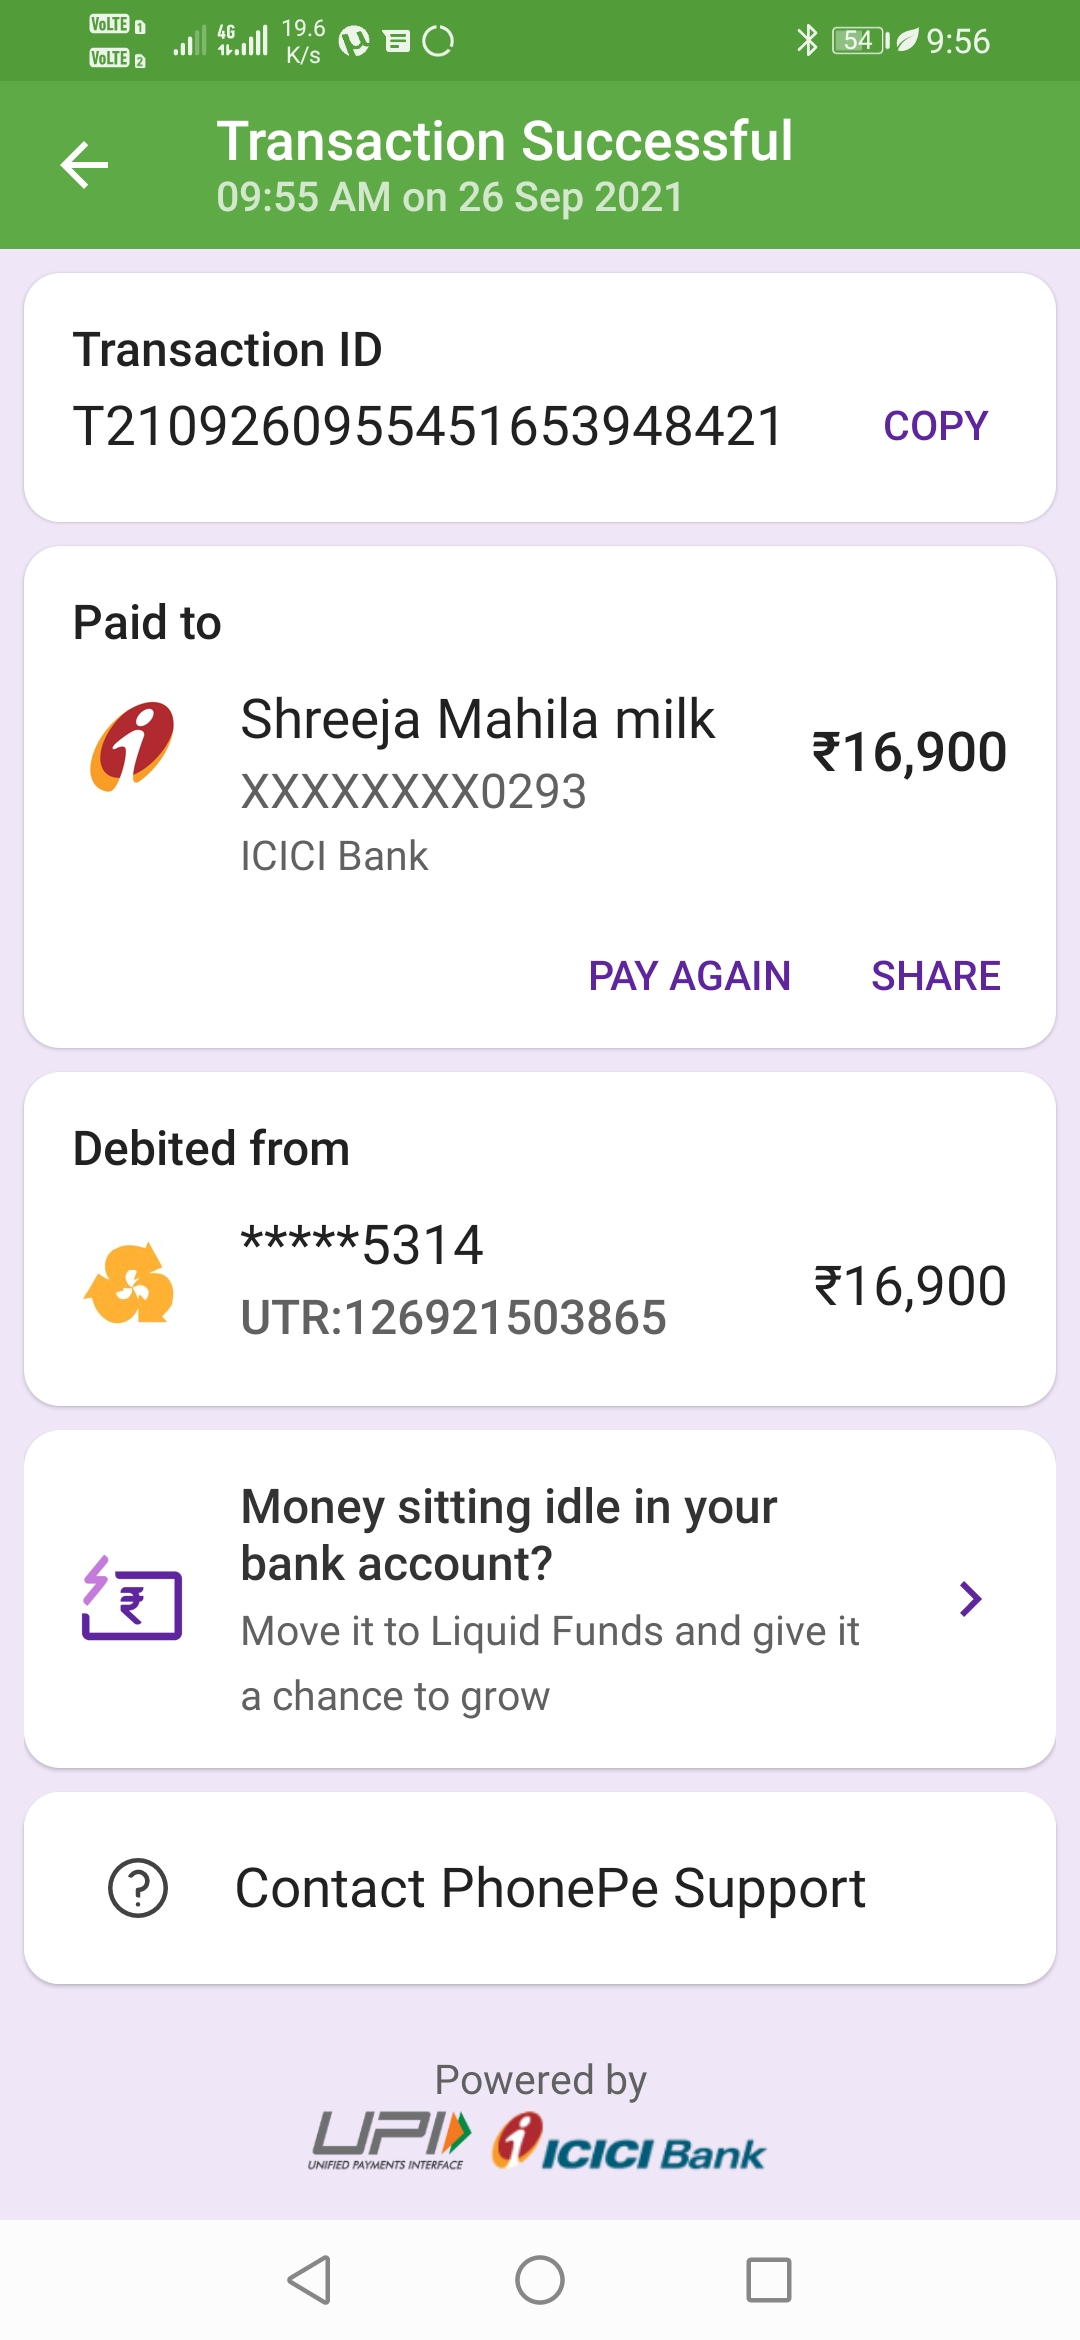 VoLTE 1
VoLTE 2
4G
19.6
K/s
54
9:56
Transaction Successful
09:55 AM on 26 Sep 2021
Transaction ID
T2109260955451653948421
COPY
Paid to
Shreeja Mahila milk
₹16,900
XXXXXXXX0293
ICICI Bank
PAY AGAIN
SHARE
Debited from
*****5314
₹16,900
UTR:126921503865
Money sitting idle in your
bank account?
Move it to Liquid Funds and give it
a chance to grow
Contact PhonePe Support
Powered by
UPI
UNIFIED PAYMENTS INTERFACE
ICICI Bank